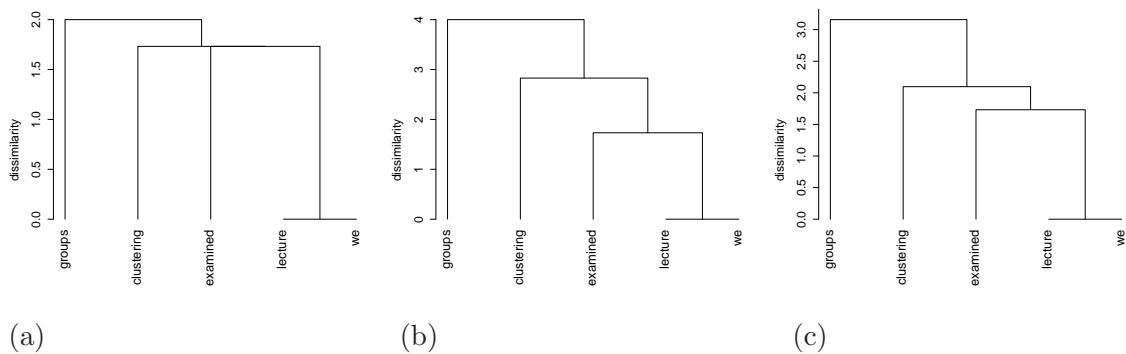 dissimilarity
0.0 0.5 1.0 1.5 2.0
groups clustering examined lecture we
(a)
dissimilarity
0 1 2 3 4
groups clustering examined lecture we
(b)
dissimilarity
0.0 0.5 1.0 1.5 2.0 2.5 3.0
groups clustering examined lecture we
(c)